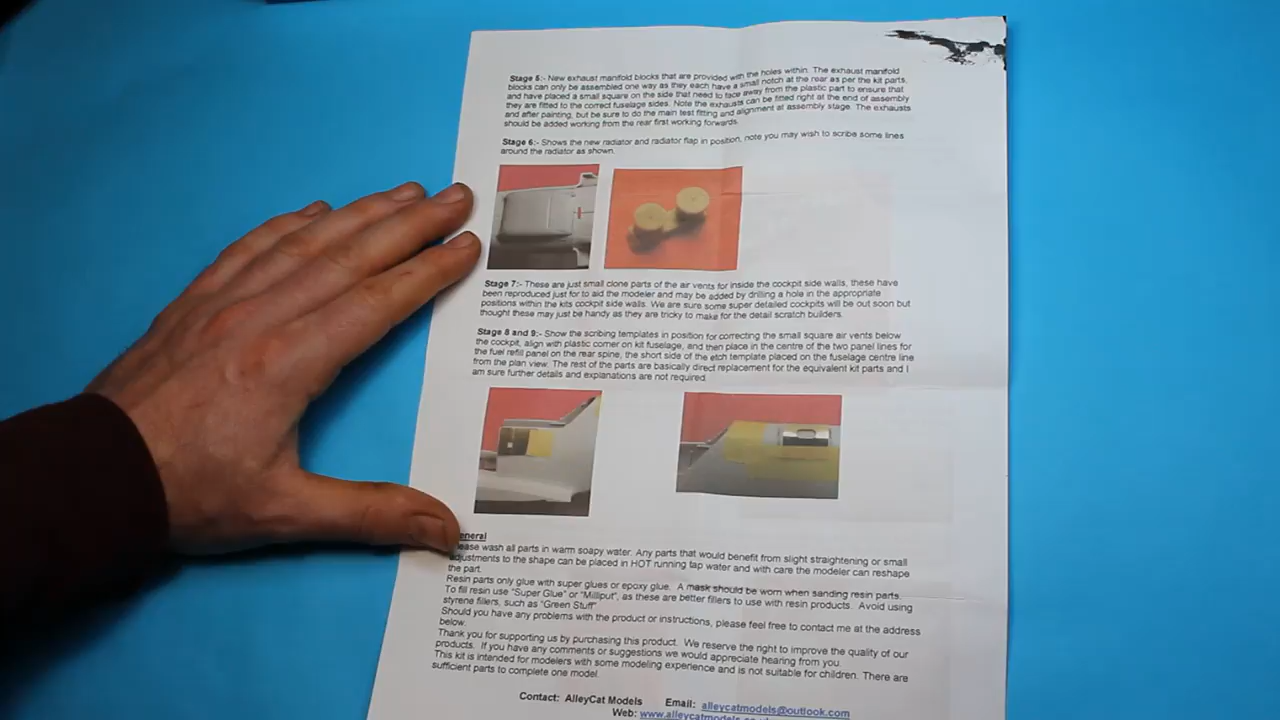 Stage 5:- New exhaust manifold blocks that are provided with the holes within. The exhaust manifold
blocks can only be assembled one way as they each have a small notch at the rear as per the kit parts,
and have placed a small square on the side that need to face away from the plastic part to ensure that
they are fitted to the correct fuselage sides. Note the exhausts can be fitted right at the end of assembly
and after painting, but be sure to do the main test fitting and alignment at assembly stage. The exhausts
should be added working from the rear first working forwards.
Stage 6:- Shows the new radiator and radiator flap in position, note you may wish to scribe some lines
around the radiator as shown.
Stage 7:- These are just small clone parts of the air vents for inside the cockpit side walls, these have
been reproduced just for to aid the modeler and may be added by drilling a hole in the appropriate
positions within the kits cockpit side walls. We are sure some super detailed cockpits will be out soon but
thought these may just be handy as they are tricky to make for the detail scratch builders.
Stage 8 and 9:- Show the scribing templates in position for correcting the small square air vents below
the cockpit, align with plastic corner on kit fuselage, and then place in the centre of the two panel lines for
the fuel refill panel on the rear spine, the short side of the etch template placed on the fuselage centre line
from the plan view. The rest of the parts are basically direct replacement for the equivalent kit parts and I
am sure further details and explanations are not required.
eneral
ease wash all parts in warm soapy water. Any parts that would benefit from slight straightening or small
adjustments to the shape can be placed in HOT running tap water and with care the modeler can reshape
the part.
Resin parts only glue with super glues or epoxy glue. A mask should be worn when sanding resin parts.
To fill resin use "Super Glue" or "Milliput", as these are better fillers to use with resin products. Avoid using
styrene fillers, such as "Green Stuff"
Should you have any problems with the product or instructions, please feel free to contact me at the address
below.
Thank you for supporting us by purchasing this product. We reserve the right to improve the quality of our
products. If you have any comments or suggestions we would appreciate hearing from you.
This kit is intended for modelers with some modeling experience and is not suitable for children. There are
sufficient parts to complete one model.
Contact: AlleyCat Models Email: alleycatmodels@outlook.com
Web: www.alleycatmodels.co